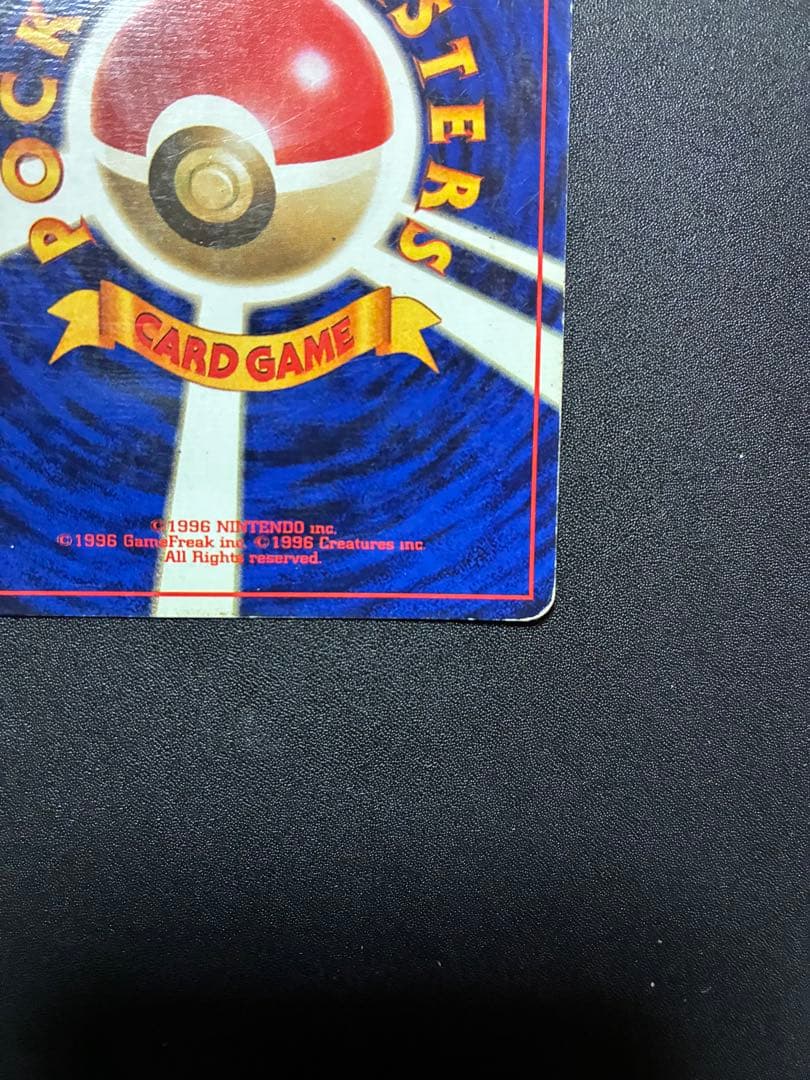 POCK
STERS
CARD GAME
©1996 NINTENDO inc.
©1996 GameFreak inc. ©1996 Creatures inc.
All Rights reserved.